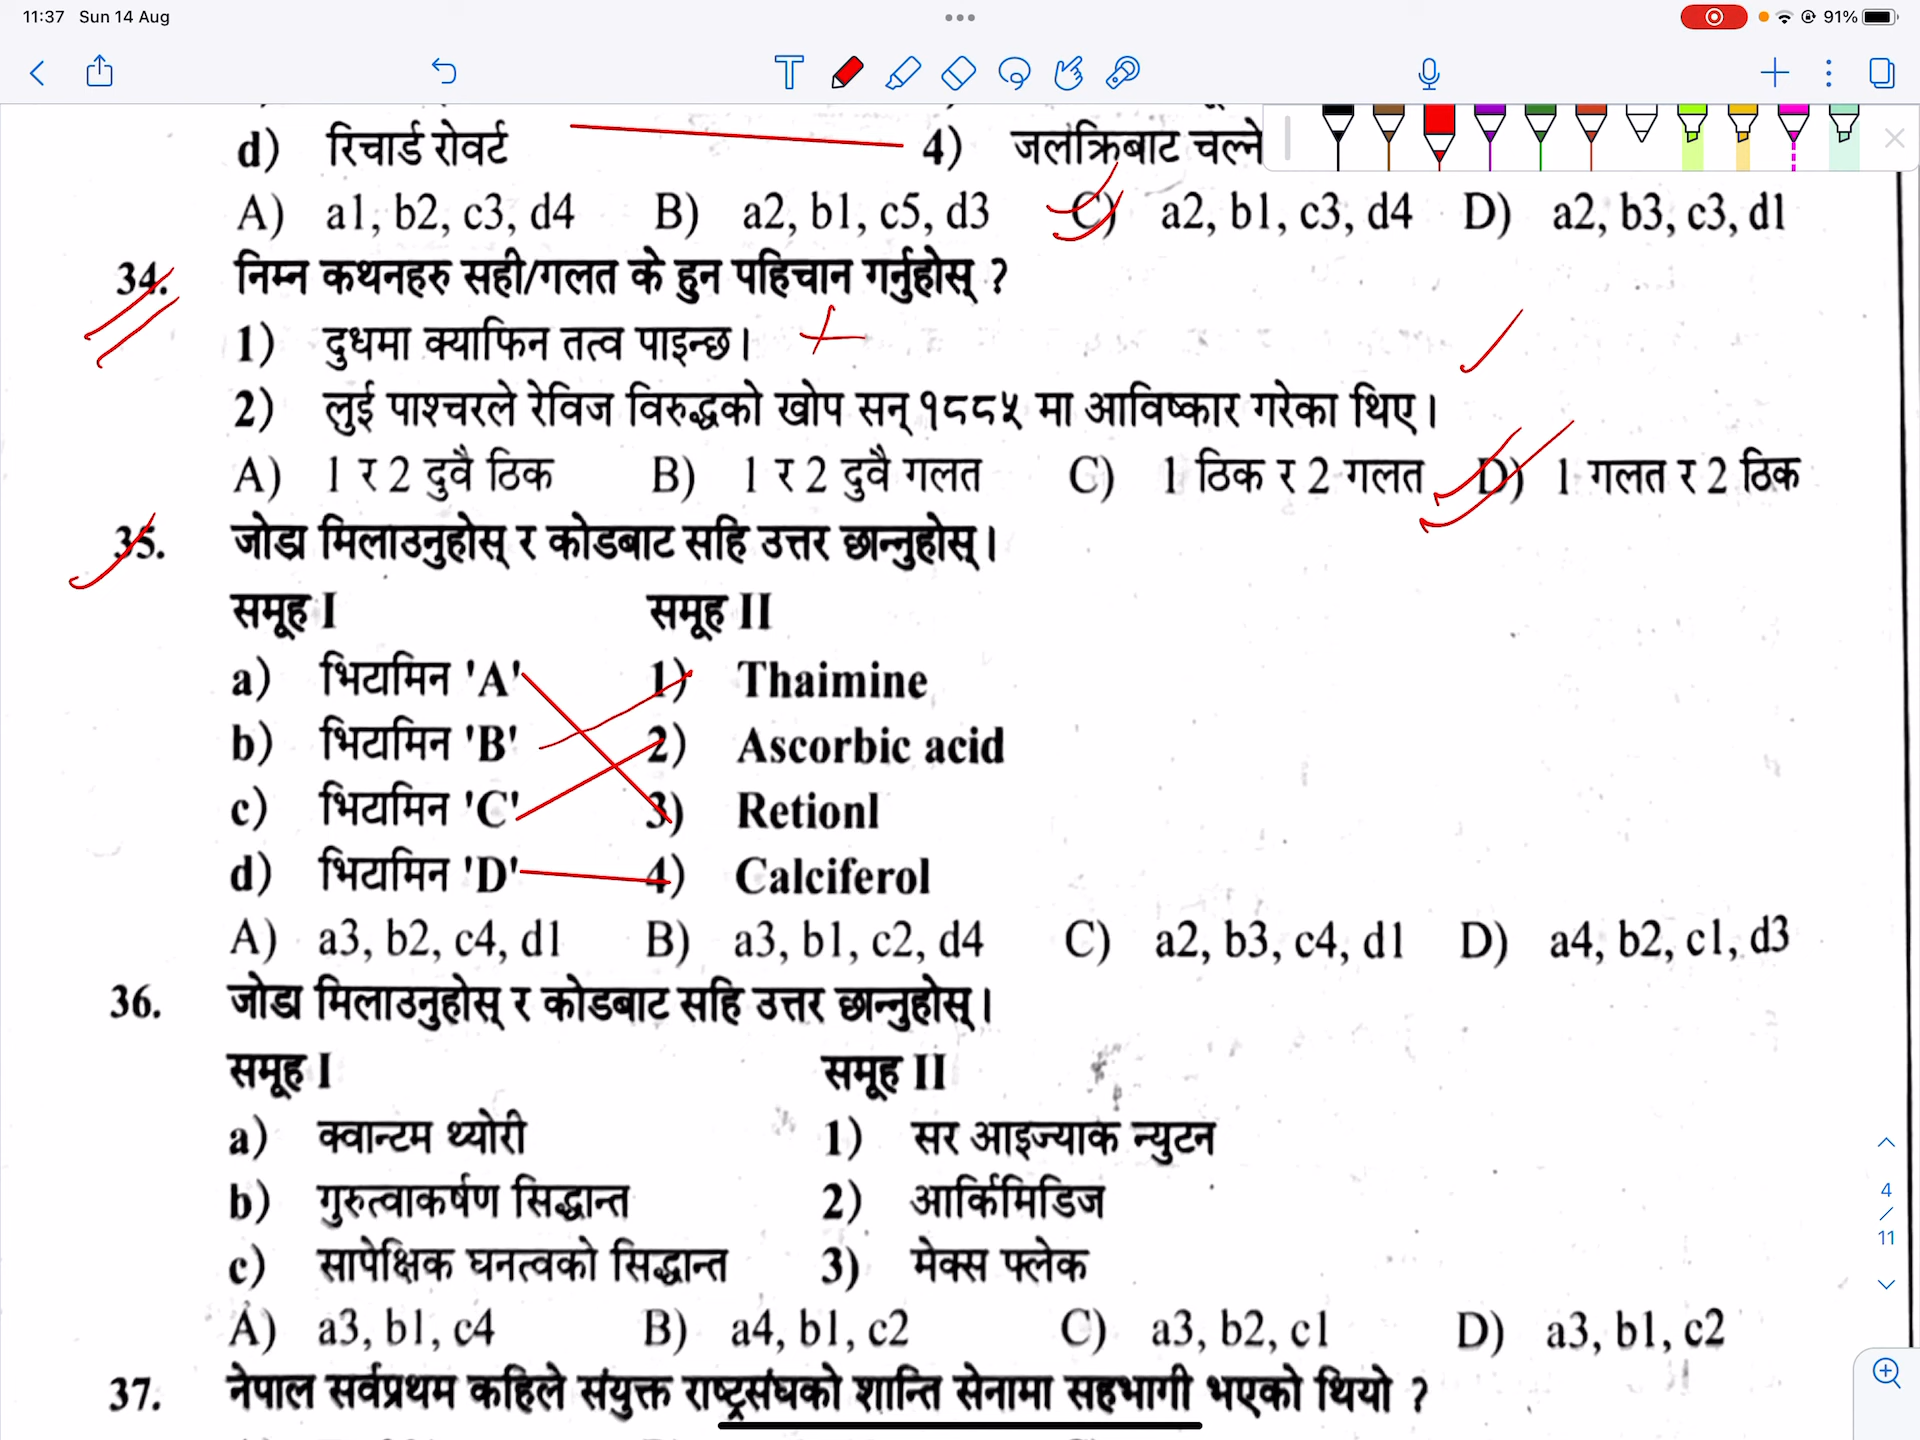 11:37 Sun 14 Aug
91%
d) रिचार्ड रोवर्ट 4) जलक्रिबाट चल्ने
A) a1, b2, c3, d4 B) a2, b1, c5, d3 C) a2, b1, c3, d4 D) a2, b3, c3, d1
34. निम्न कथनहरु सही/गलत के हुन पहिचान गर्नुहोस् ?
1) दुधमा क्याफिन तत्व पाइन्छ।
2) लुई पाश्चरले रेविज विरुद्धको खोप सन् १८८५ मा आविष्कार गरेका थिए।
A) 1 र 2 दुवै ठिक B) 1 र 2 दुवै गलत C) 1 ठिक र 2 गलत D) 1 गलत र 2 ठिक
35. जोडा मिलाउनुहोस् र कोडबाट सहि उत्तर छान्नुहोस्।
समूह I समूह II
a) भिटामिन 'A' 1) Thaimine
b) भिटामिन 'B' 2) Ascorbic acid
c) भिटामिन 'C' 3) Retionl
d) भिटामिन 'D' 4) Calciferol
A) a3, b2, c4, d1 B) a3, b1, c2, d4 C) a2, b3, c4, d1 D) a4, b2, c1, d3
36. जोडा मिलाउनुहोस् र कोडबाट सहि उत्तर छान्नुहोस्।
समूह I समूह II
a) क्वान्टम थ्योरी 1) सर आइज्याक न्युटन
b) गुरुत्वाकर्षण सिद्धान्त 2) आर्किमिडिज
c) सापेक्षिक घनत्वको सिद्धान्त 3) मेक्स फ्लेक
A) a3, b1, c4 B) a4, b1, c2 C) a3, b2, c1 D) a3, b1, c2
37. नेपाल सर्वप्रथम कहिले संयुक्त राष्ट्रसंघको शान्ति सेनामा सहभागी भएको थियो ?
4
/
11